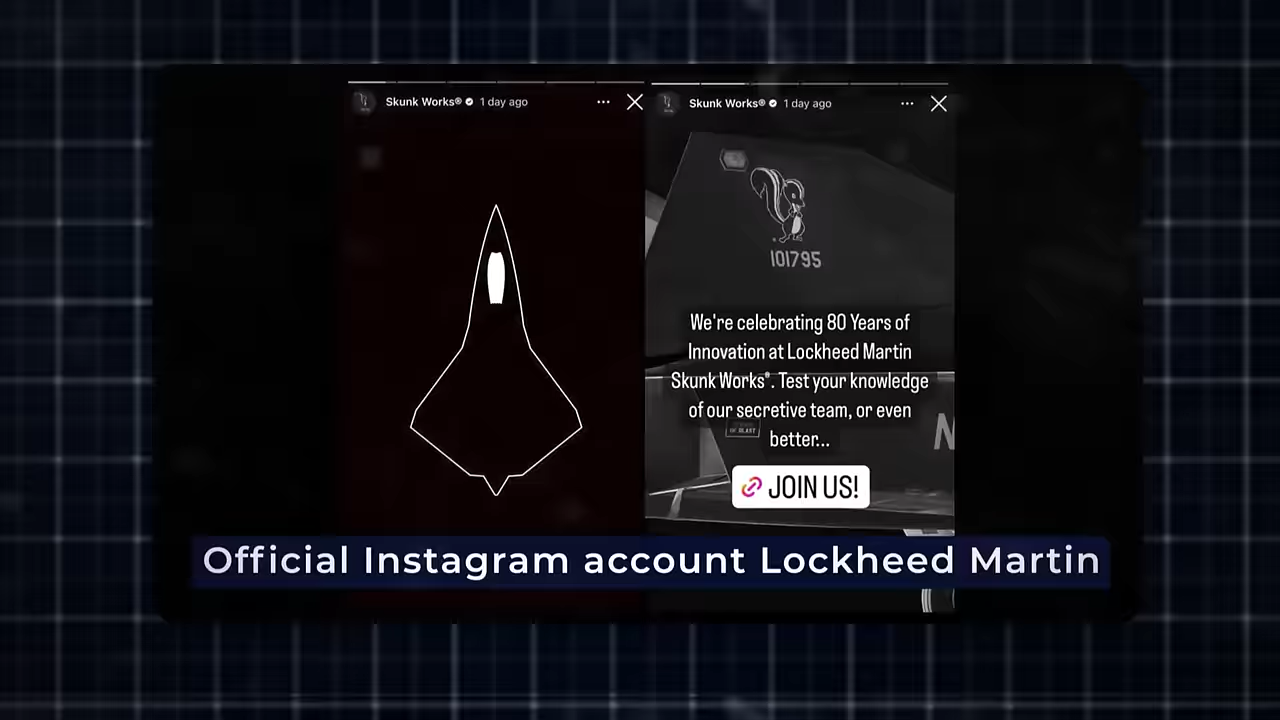 Skunk Works® 1 day ago
Skunk Works® 1 day ago
101795
We're celebrating 80 Years of
Innovation at Lockheed Martin
Skunk Works®. Test your knowledge
of our secretive team, or even
better...
JOIN US!
N
Official Instagram account Lockheed Martin